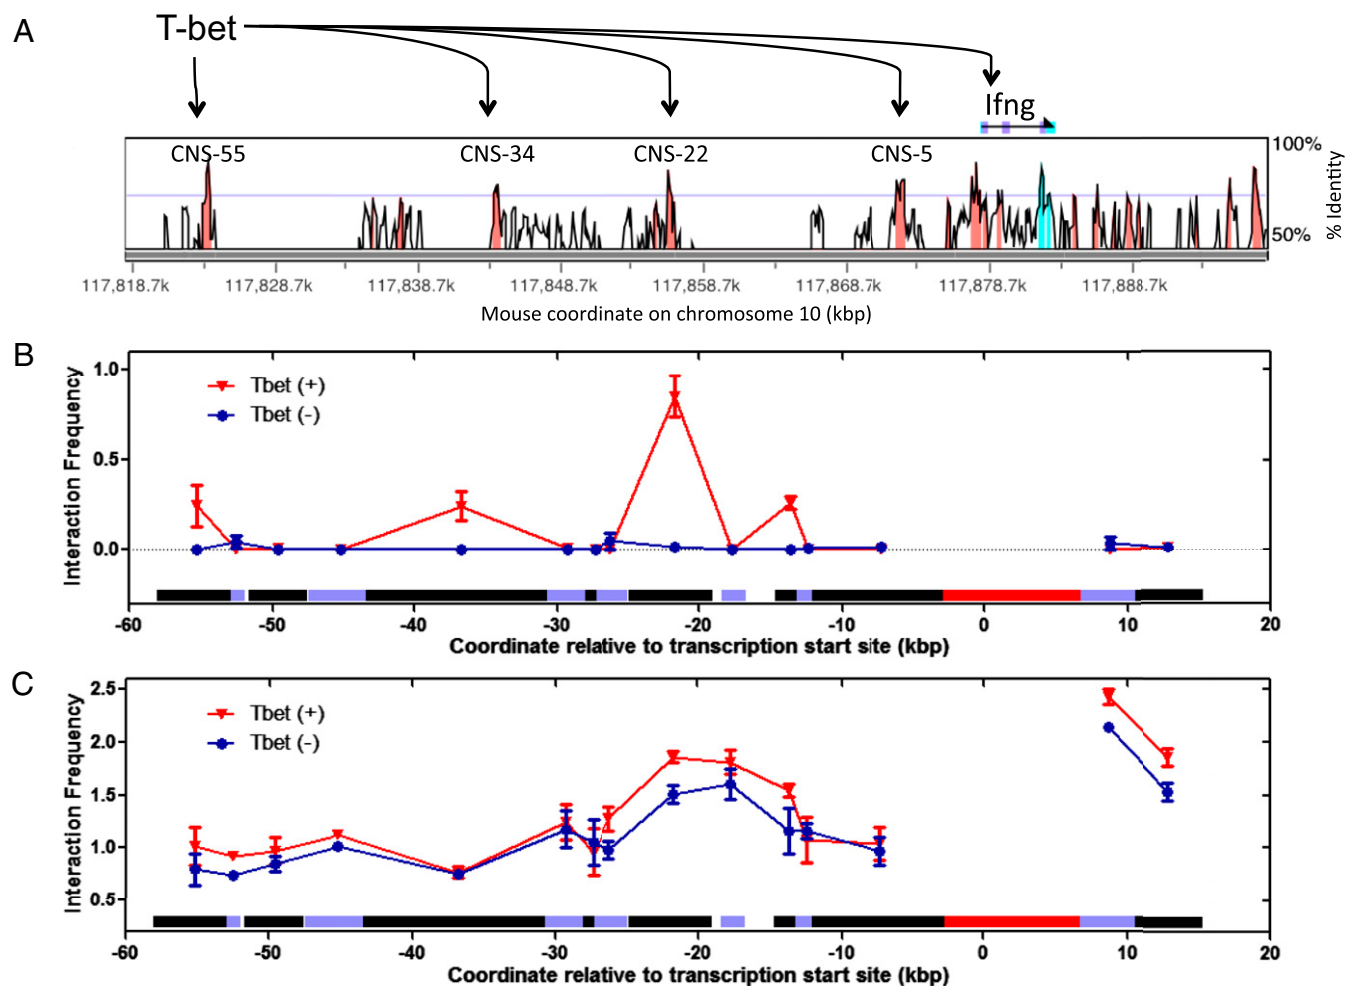 A
T-bet
Ifng
CNS-55 CNS-34 CNS-22 CNS-5
100%
50%
% Identity
117,818.7k 117,828.7k 117,838.7k 117,848.7k 117,858.7k 117,868.7k 117,878.7k 117,888.7k
Mouse coordinate on chromosome 10 (kbp)
B
Tbet (+)
Tbet (-)
Interaction Frequency
1.0
0.5
0.0
-60 -50 -40 -30 -20 -10 0 10 20
Coordinate relative to transcription start site (kbp)
C
Tbet (+)
Tbet (-)
Interaction Frequency
2.5
2.0
1.5
1.0
0.5
-60 -50 -40 -30 -20 -10 0 10 20
Coordinate relative to transcription start site (kbp)